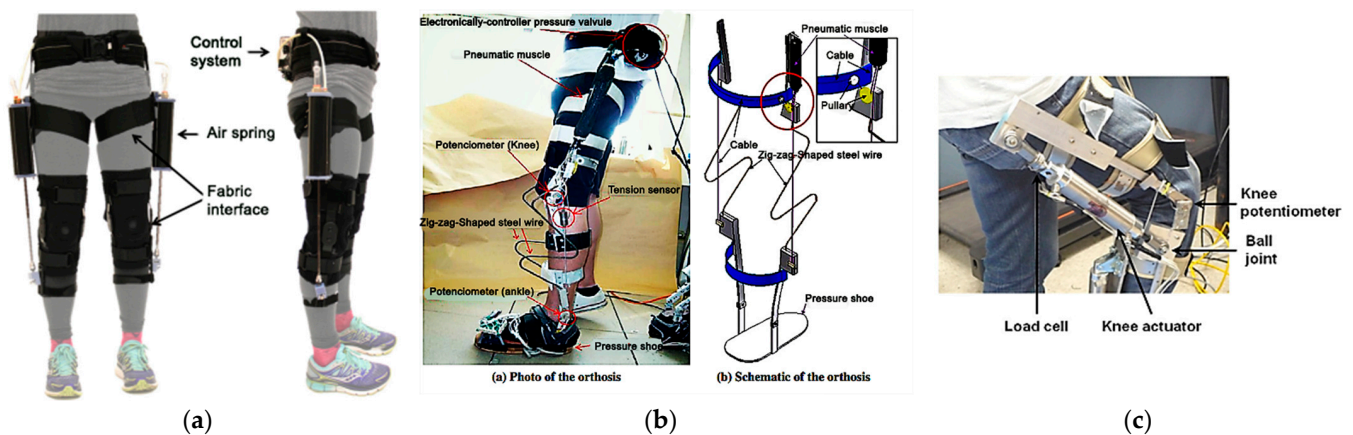 Control
system
Air spring
Fabric
interface
(a)
Electronically-controller pressure valvule
Pneumatic muscle
Potenciometer (Knee)
Tension sensor
Zig-zag-Shaped steel wire
Potenciometer (ankle)
Pressure shoe
(a) Photo of the orthosis
Pneumatic muscle
Cable
Pullary
Cable
Zig-zag-Shaped steel wire
Pressure shoe
(b) Schematic of the orthosis
(b)
Knee
potentiometer
Ball
joint
Load cell
Knee actuator
(c)